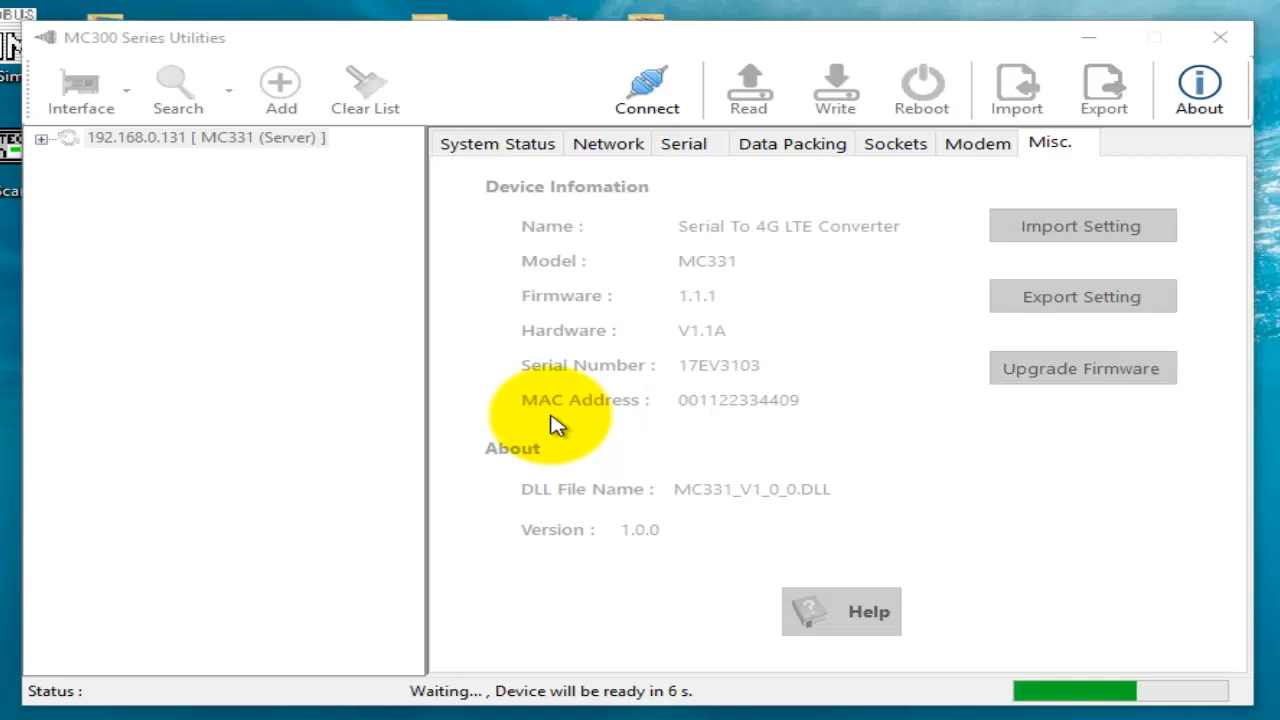 OBUS
MC300 Series Utilities
Sim
Interface
Search
Add
Clear List
Connect
Read
Write
Reboot
Import
Export
About
192.168.0.131 [ MC331 (Server) ]
System Status
Network
Serial
Data Packing
Sockets
Modem
Misc.
Scan
Device Infomation
Name :
Serial To 4G LTE Converter
Import Setting
Model :
MC331
Firmware :
1.1.1
Export Setting
Hardware :
V1.1A
Serial Number :
17EV3103
Upgrade Firmware
MAC Address :
001122334409
About
DLL File Name :
MC331_V1_0_0.DLL
Version :
1.0.0
Help
Status :
Waiting... , Device will be ready in 6 s.